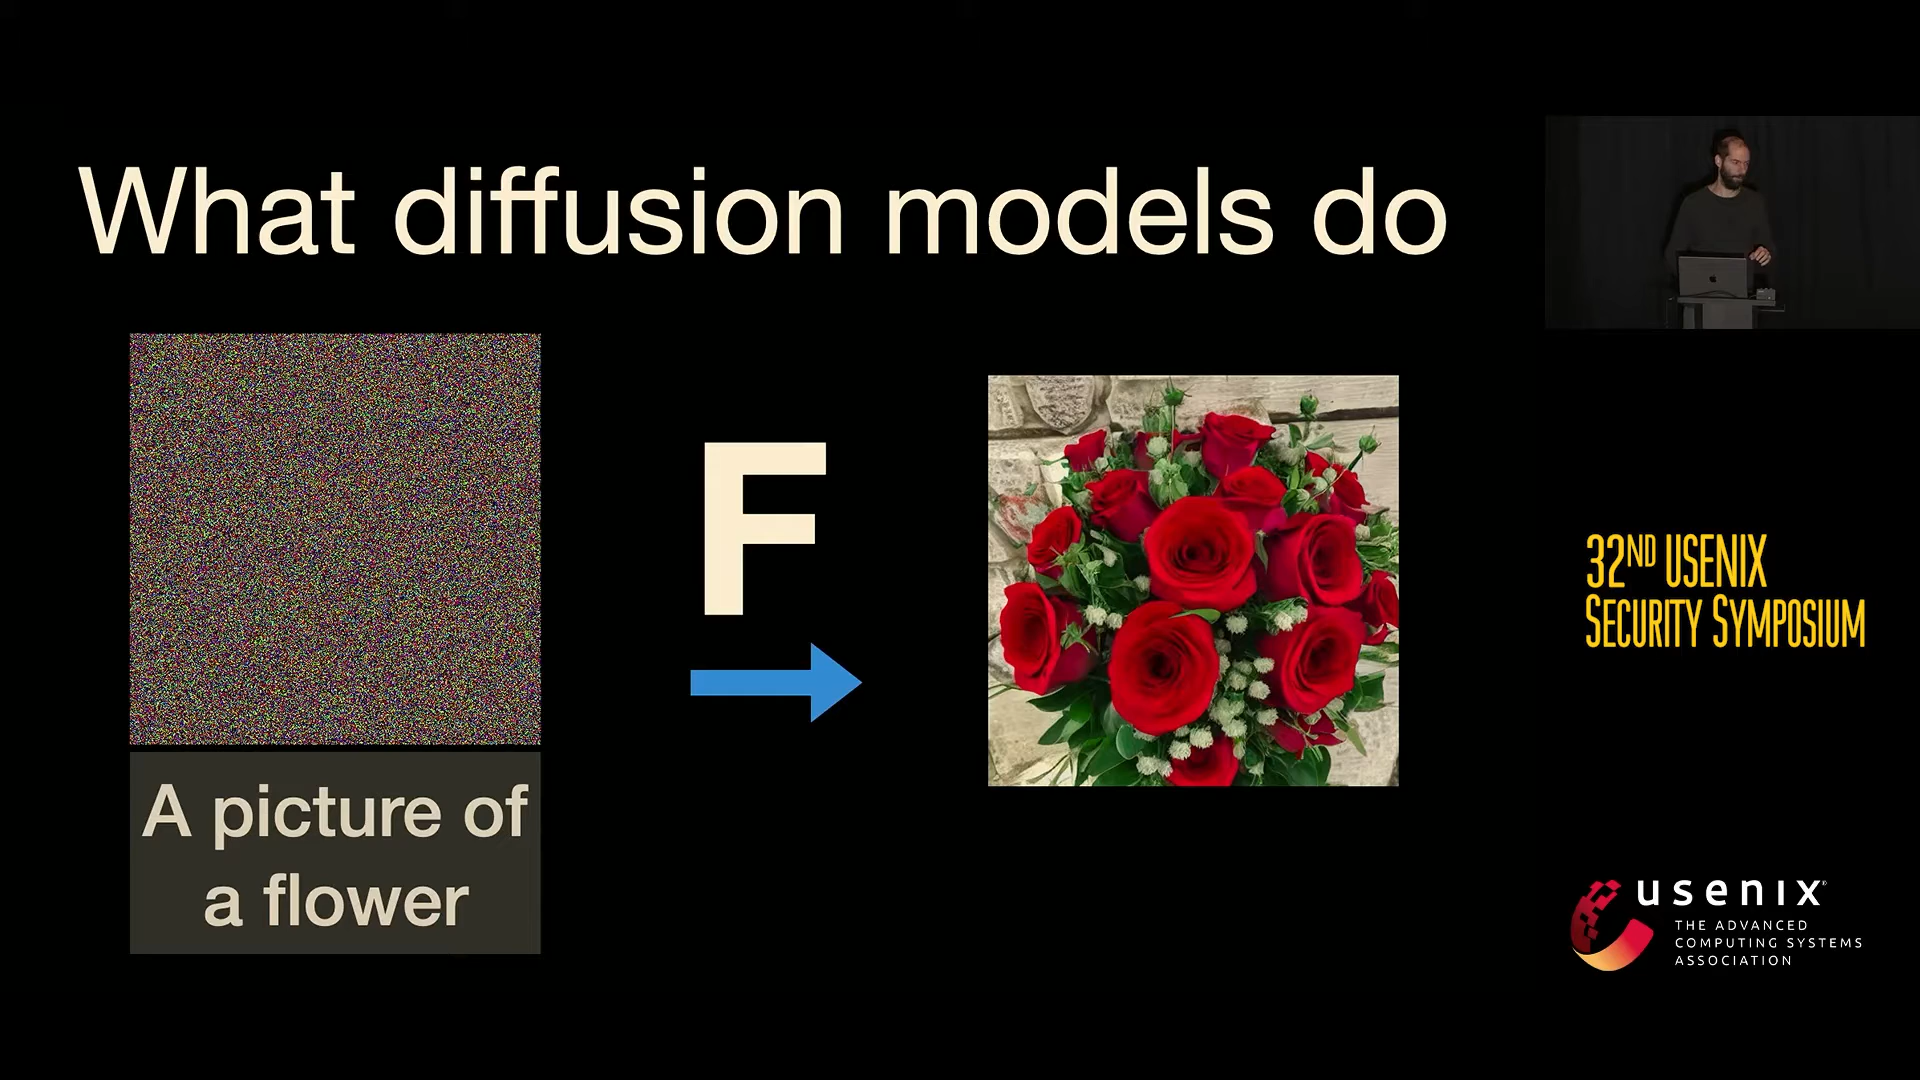 What diffusion models do
F
A picture of
a flower
32ND USENIX
SECURITY SYMPOSIUM
usenix®
THE ADVANCED
COMPUTING SYSTEMS
ASSOCIATION